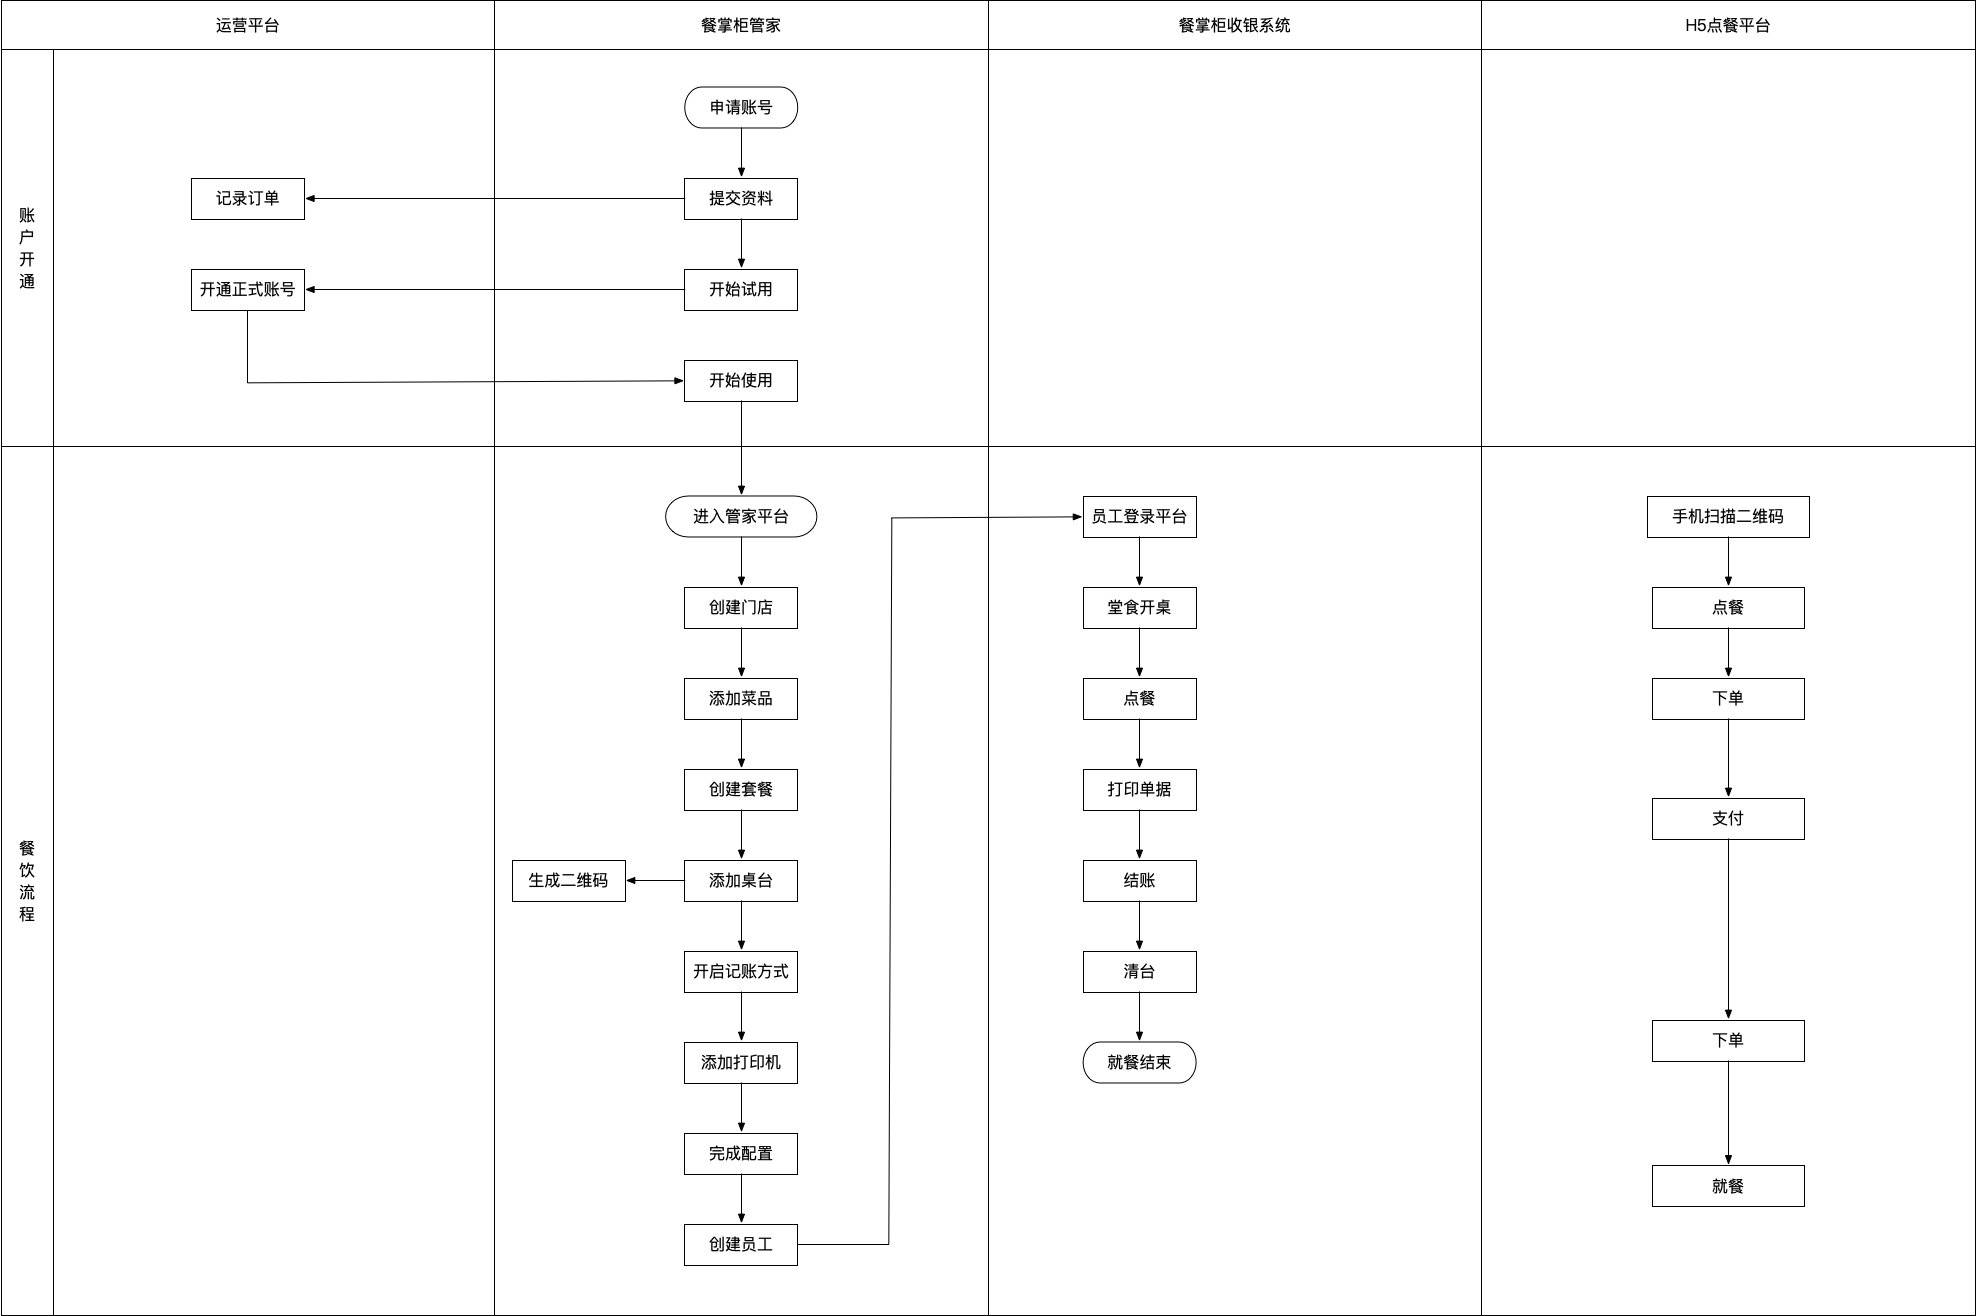 运营平台
餐掌柜管家
餐掌柜收银系统
H5点餐平台
账户开通
申请账号
记录订单
提交资料
开通正式账号
开始试用
开始使用
餐饮流程
进入管家平台
创建门店
添加菜品
创建套餐
生成二维码
添加桌台
开启记账方式
添加打印机
完成配置
创建员工
员工登录平台
堂食开桌
点餐
打印单据
结账
清台
就餐结束
手机扫描二维码
点餐
下单
支付
下单
就餐